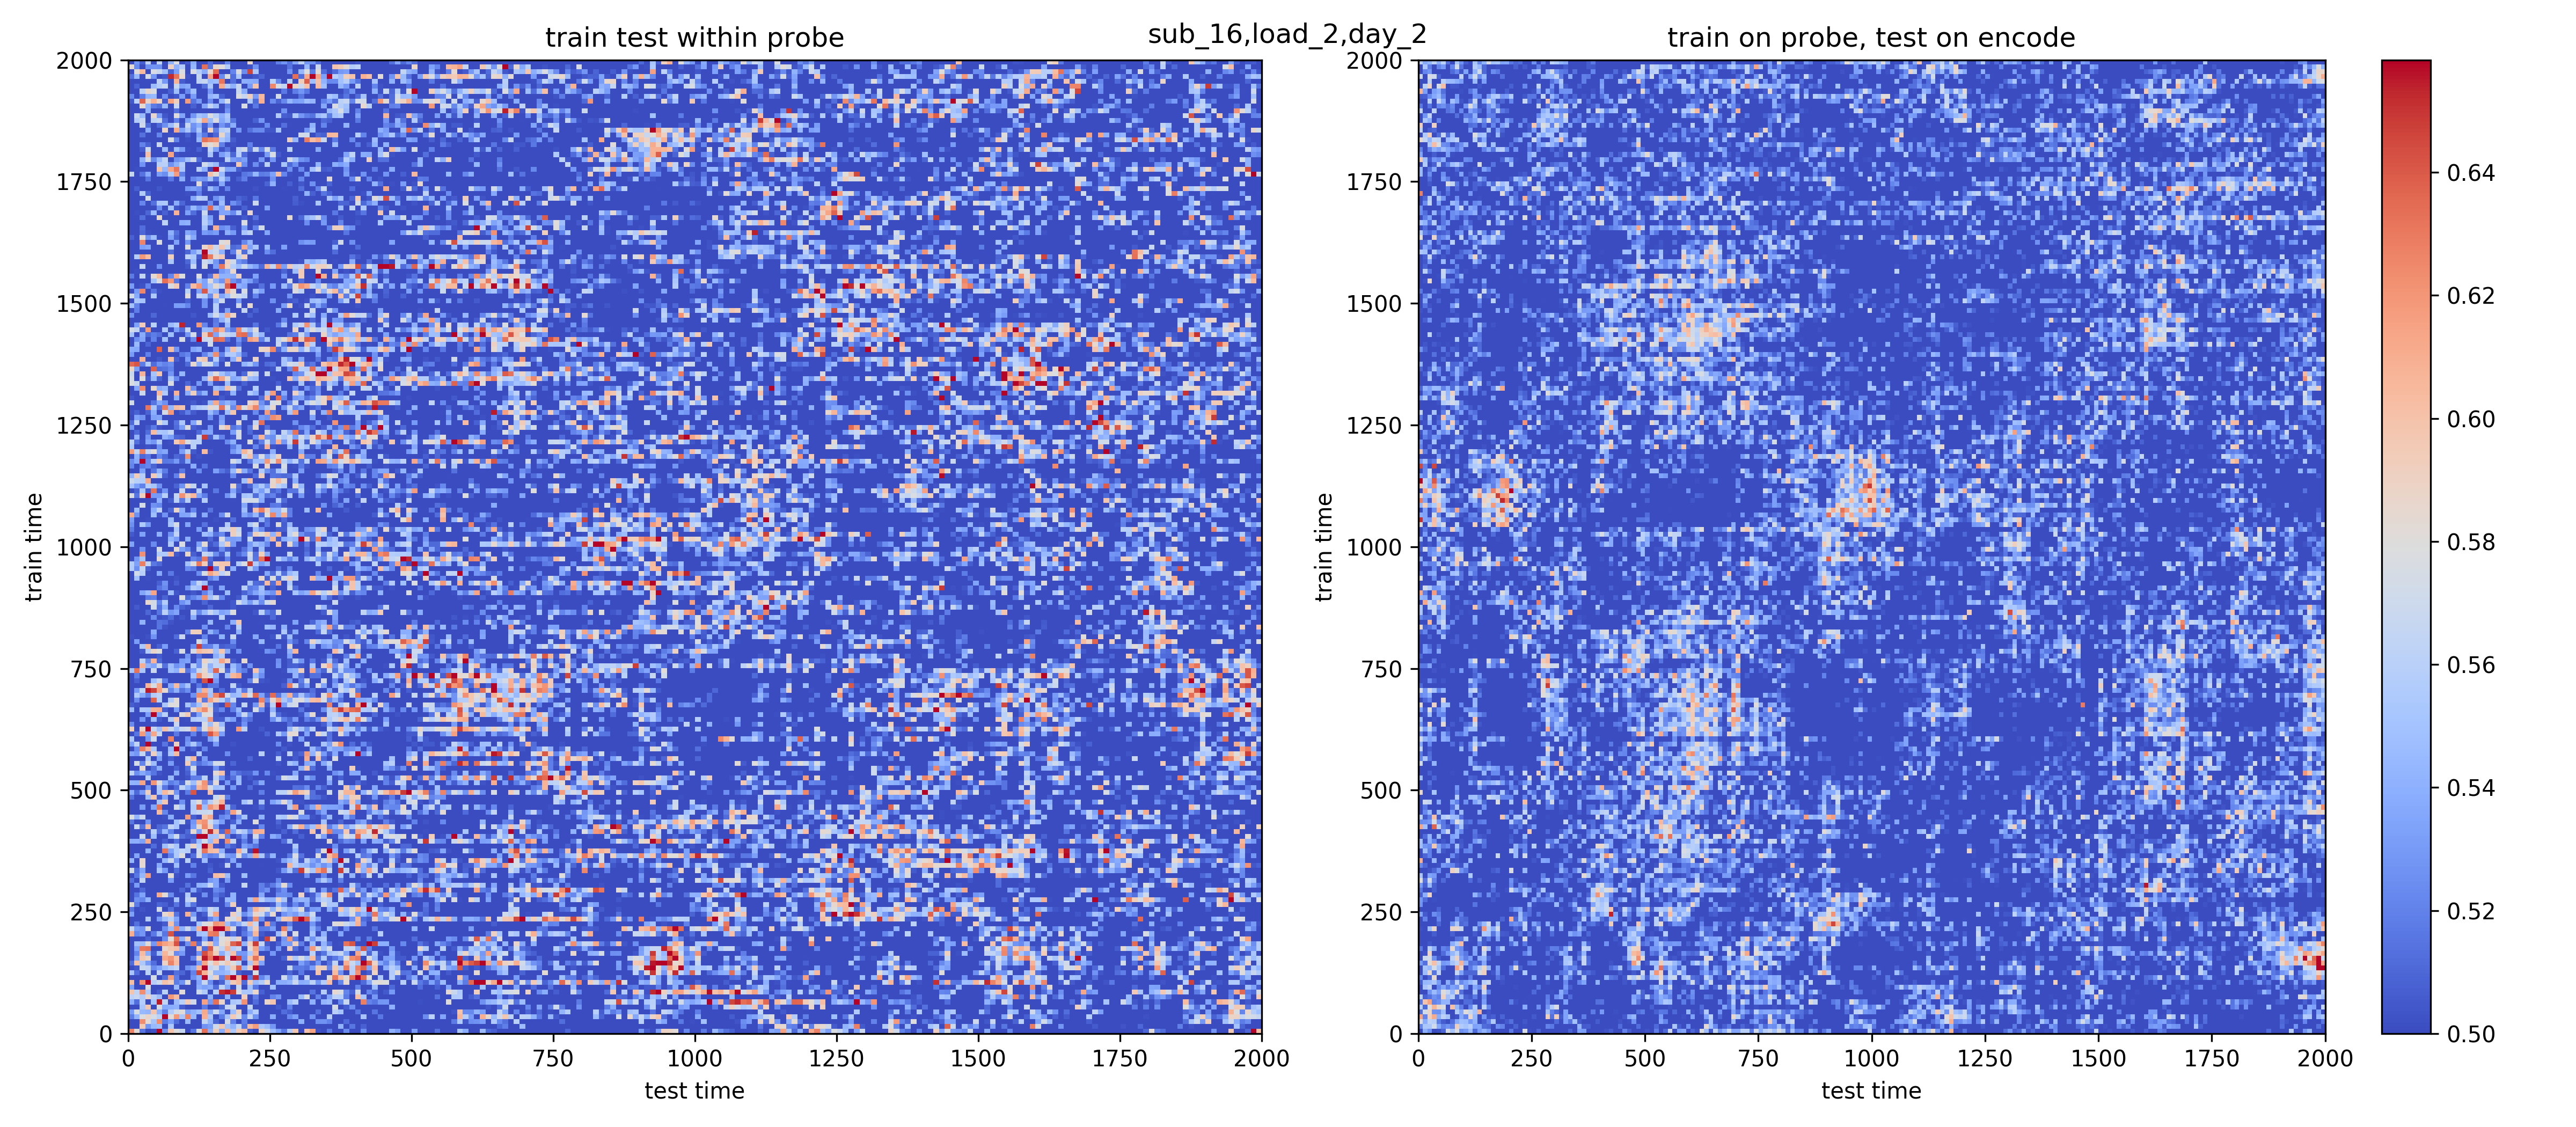 sub_16,load_2,day_2
train test within probe
train time
2000
1750
1500
1250
1000
750
500
250
0
0 250 500 750 1000 1250 1500 1750 2000
test time
train on probe, test on encode
train time
2000
1750
1500
1250
1000
750
500
250
0
0 250 500 750 1000 1250 1500 1750 2000
test time
0.64
0.62
0.60
0.58
0.56
0.54
0.52
0.50